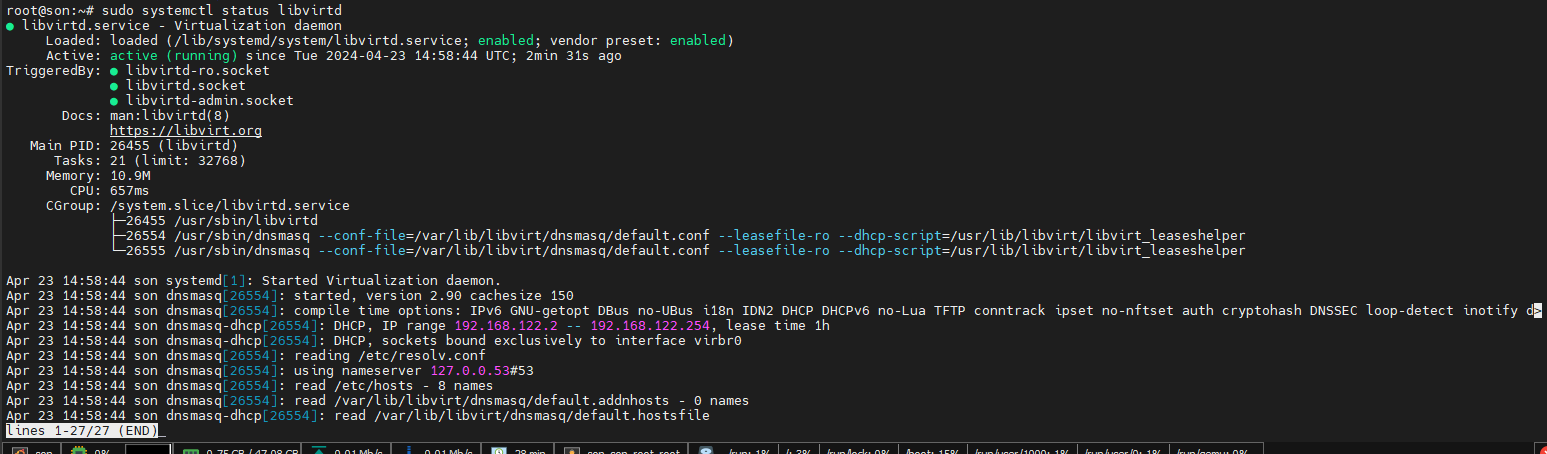 root@son:~# sudo systemctl status libvirtd
● libvirtd.service - Virtualization daemon
     Loaded: loaded (/lib/systemd/system/libvirtd.service; enabled; vendor preset: enabled)
     Active: active (running) since Tue 2024-04-23 14:58:44 UTC; 2min 31s ago
TriggeredBy: ● libvirtd-ro.socket
             ● libvirtd.socket
             ● libvirtd-admin.socket
       Docs: man:libvirtd(8)
             https://libvirt.org
   Main PID: 26455 (libvirtd)
      Tasks: 21 (limit: 32768)
     Memory: 10.9M
        CPU: 657ms
     CGroup: /system.slice/libvirtd.service
             ├─26455 /usr/sbin/libvirtd
             ├─26554 /usr/sbin/dnsmasq --conf-file=/var/lib/libvirt/dnsmasq/default.conf --leasefile-ro --dhcp-script=/usr/lib/libvirt/libvirt_leaseshelper
             └─26555 /usr/sbin/dnsmasq --conf-file=/var/lib/libvirt/dnsmasq/default.conf --leasefile-ro --dhcp-script=/usr/lib/libvirt/libvirt_leaseshelper
Apr 23 14:58:44 son systemd[1]: Started Virtualization daemon.
Apr 23 14:58:44 son dnsmasq[26554]: started, version 2.90 cachesize 150
Apr 23 14:58:44 son dnsmasq[26554]: compile time options: IPv6 GNU-getopt DBus no-UBus i18n IDN2 DHCP DHCPv6 no-Lua TFTP conntrack ipset no-nftset auth cryptohash DNSSEC loop-detect inotify d>
Apr 23 14:58:44 son dnsmasq-dhcp[26554]: DHCP, IP range 192.168.122.2 -- 192.168.122.254, lease time 1h
Apr 23 14:58:44 son dnsmasq-dhcp[26554]: DHCP, sockets bound exclusively to interface virbr0
Apr 23 14:58:44 son dnsmasq[26554]: reading /etc/resolv.conf
Apr 23 14:58:44 son dnsmasq[26554]: using nameserver 127.0.0.53#53
Apr 23 14:58:44 son dnsmasq[26554]: read /etc/hosts - 8 names
Apr 23 14:58:44 son dnsmasq[26554]: read /var/lib/libvirt/dnsmasq/default.addnhosts - 0 names
Apr 23 14:58:44 son dnsmasq-dhcp[26554]: read /var/lib/libvirt/dnsmasq/default.hostsfile
lines 1-27/27 (END)